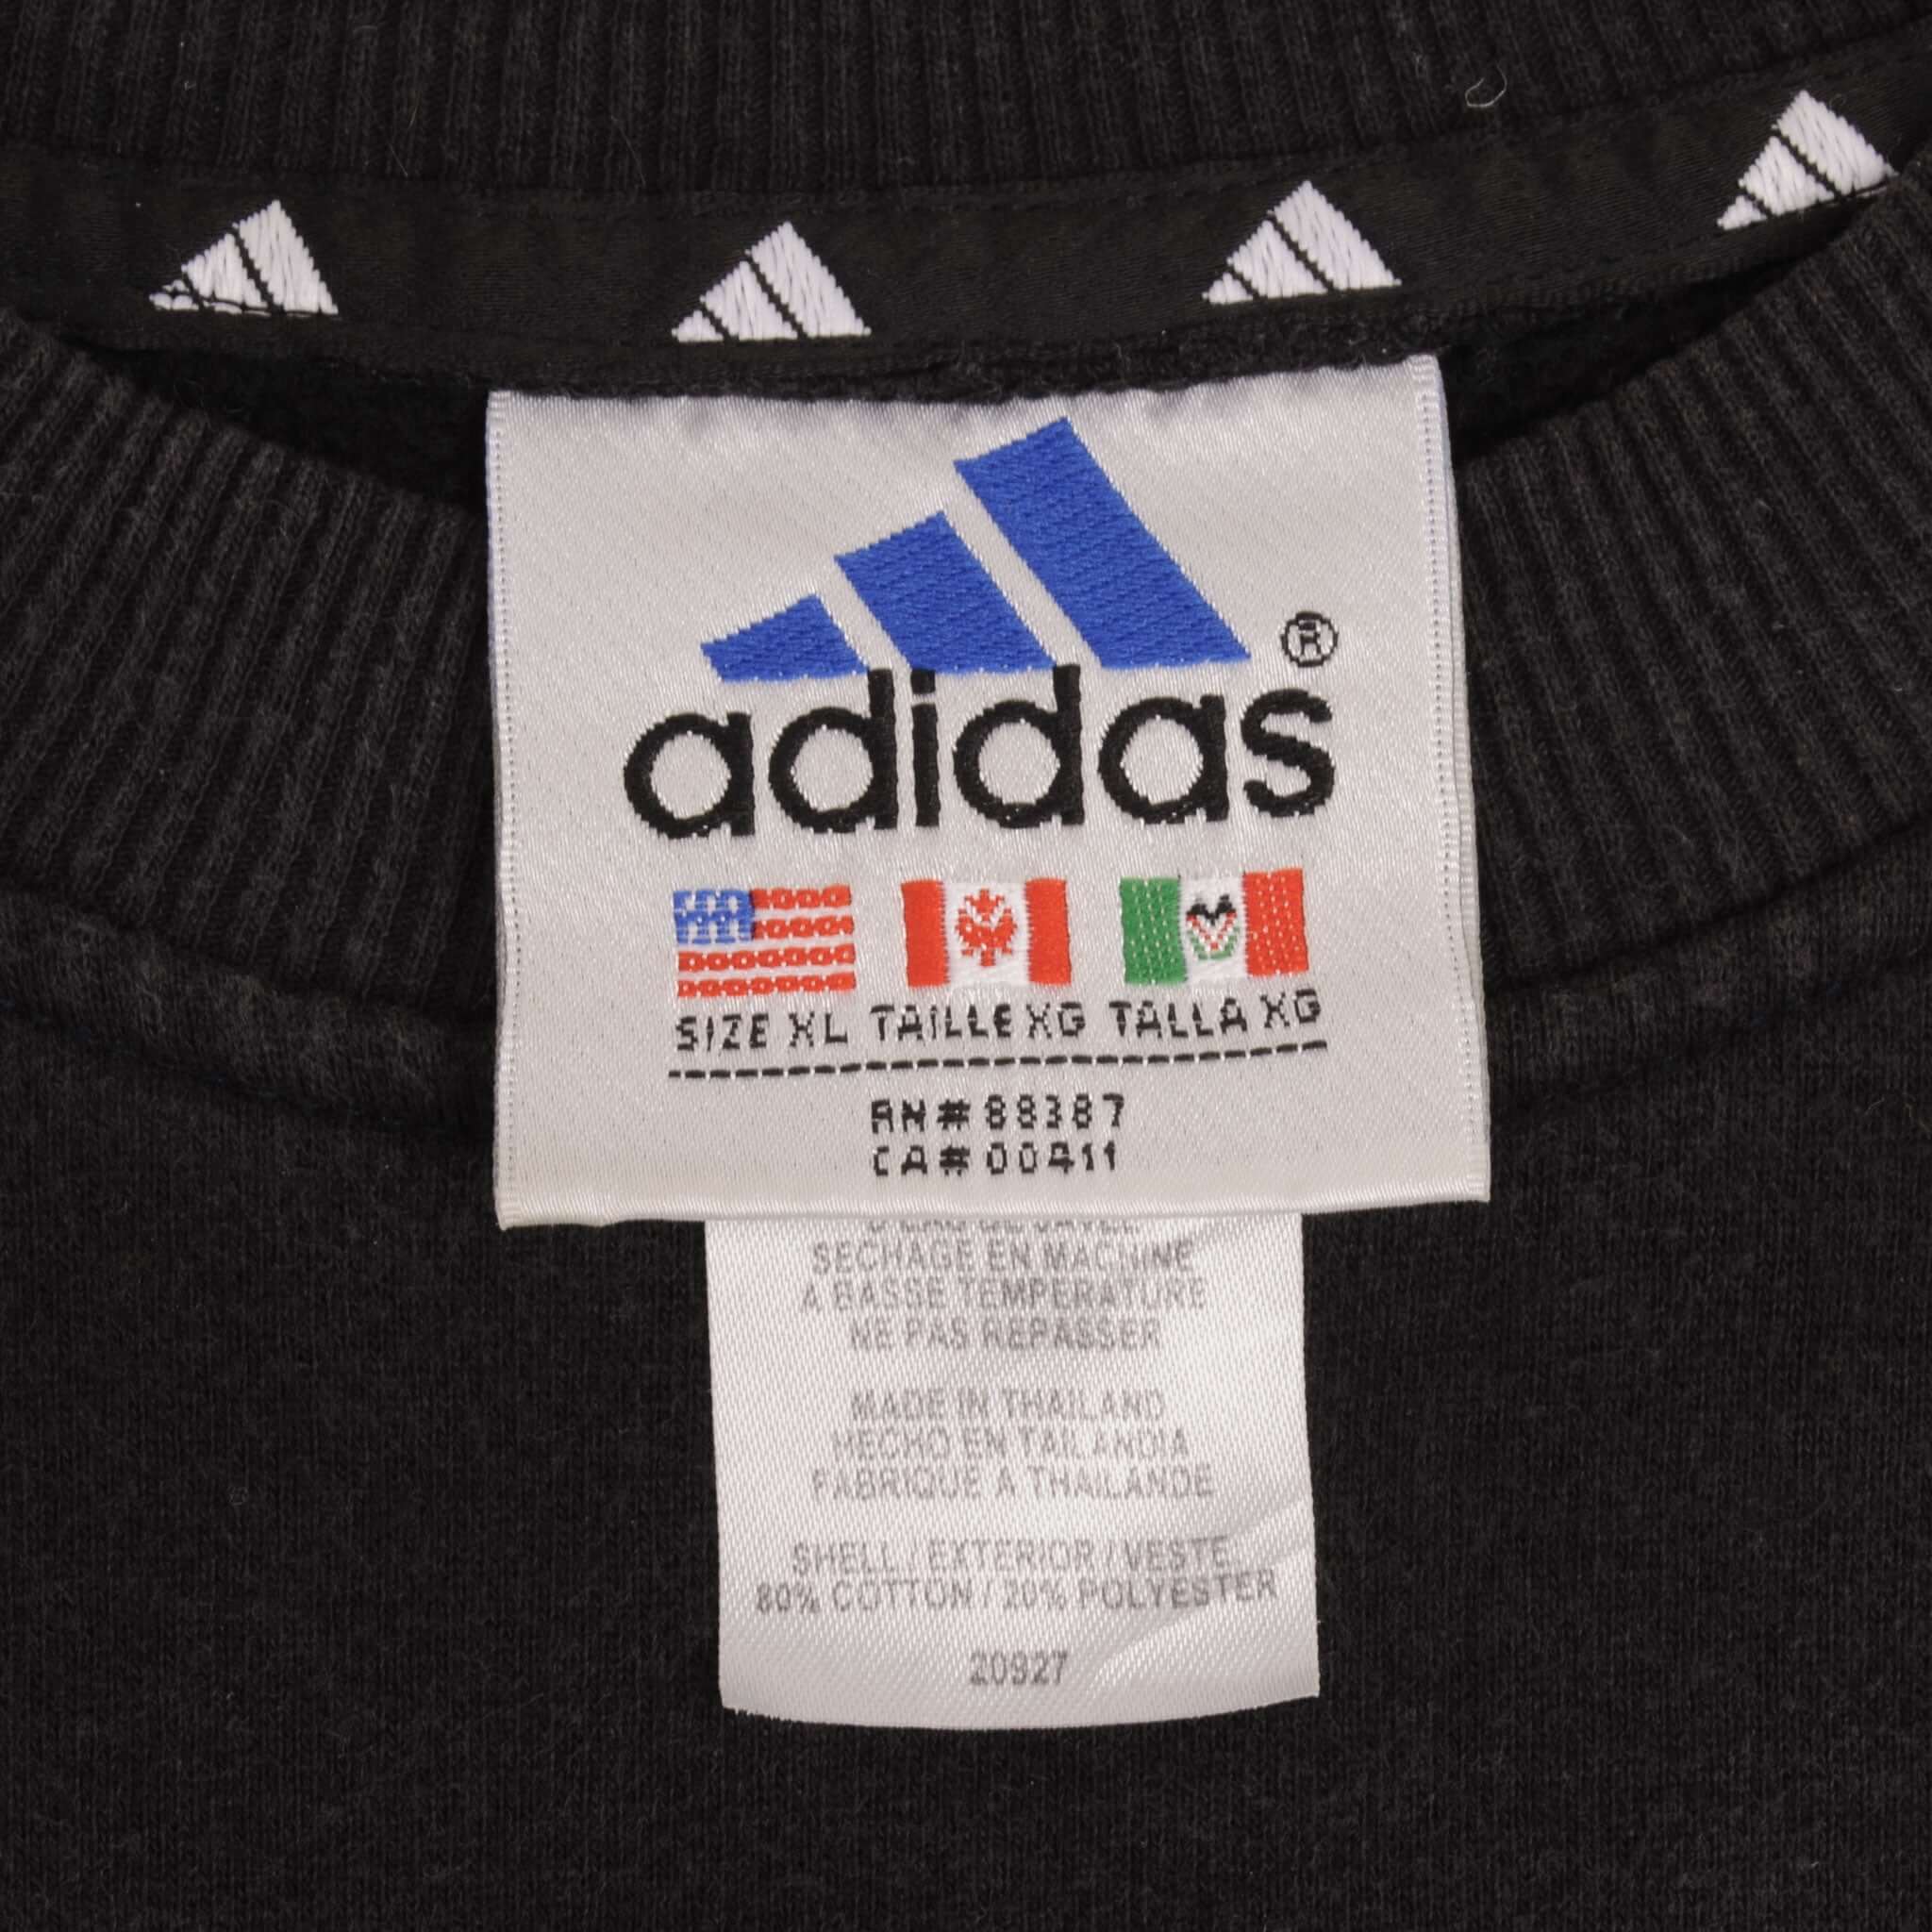 ®
adidas
SIZE XL TAILLE XG TALLA XG
RN# 88387
CA# 00411
SECHAGE EN MACHINE
A BASSE TEMPERATURE
NE PAS REPASSER
MADE IN THAILAND
HECHO EN TAILANDIA
FABRIQUE A THAILANDE
SHELL / EXTERIOR / VESTE
80% COTTON / 20% POLYESTER
20927